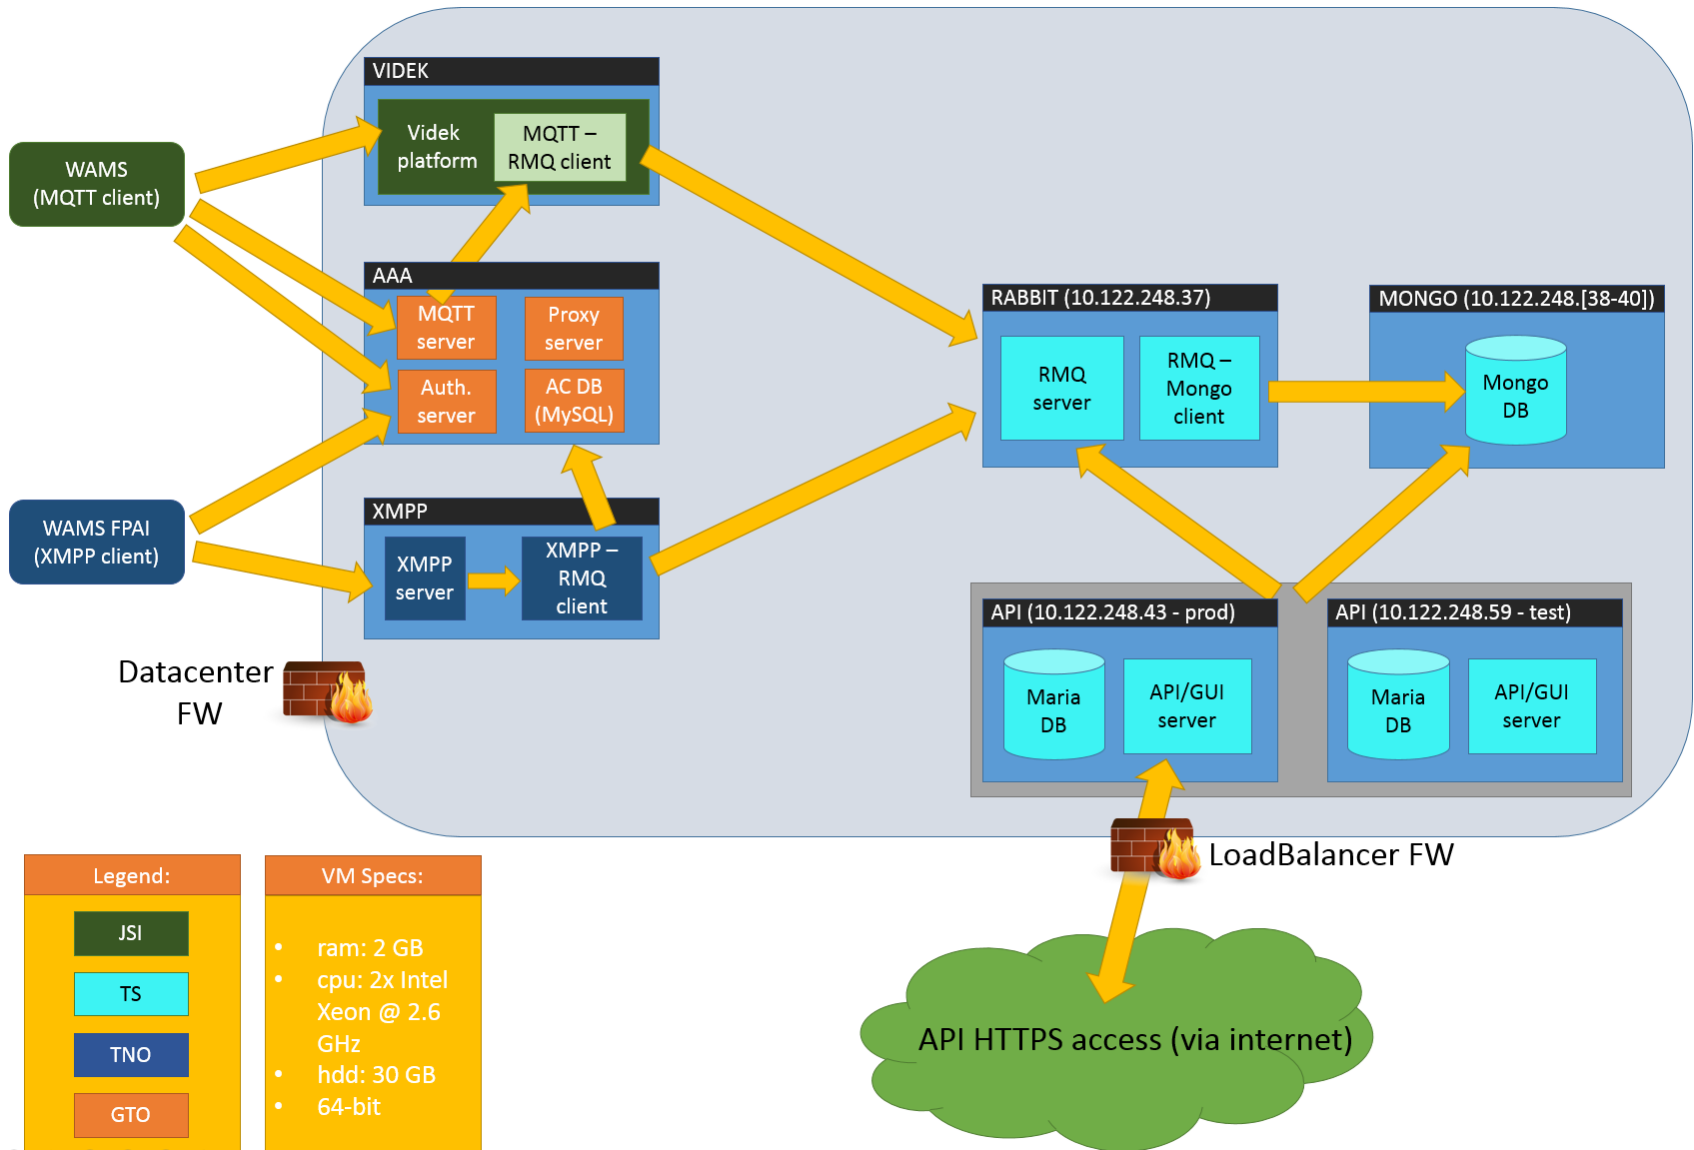 VIDEK
Videk
platform
MQTT –
RMQ client
WAMS
(MQTT client)
AAA
MQTT
server
Proxy
server
Auth.
server
AC DB
(MySQL)
RABBIT (10.122.248.37)
RMQ
server
RMQ –
Mongo
client
MONGO (10.122.248.[38-40])
Mongo
DB
WAMS FPAI
(XMPP client)
XMPP
XMPP
server
XMPP –
RMQ
client
API (10.122.248.43 - prod)
Maria
DB
API/GUI
server
API (10.122.248.59 - test)
Maria
DB
API/GUI
server
Datacenter
FW
LoadBalancer FW
API HTTPS access (via internet)
Legend:
JSI
TS
TNO
GTO
VM Specs:
• ram: 2 GB
• cpu: 2x Intel
Xeon @ 2.6
GHz
• hdd: 30 GB
• 64-bit